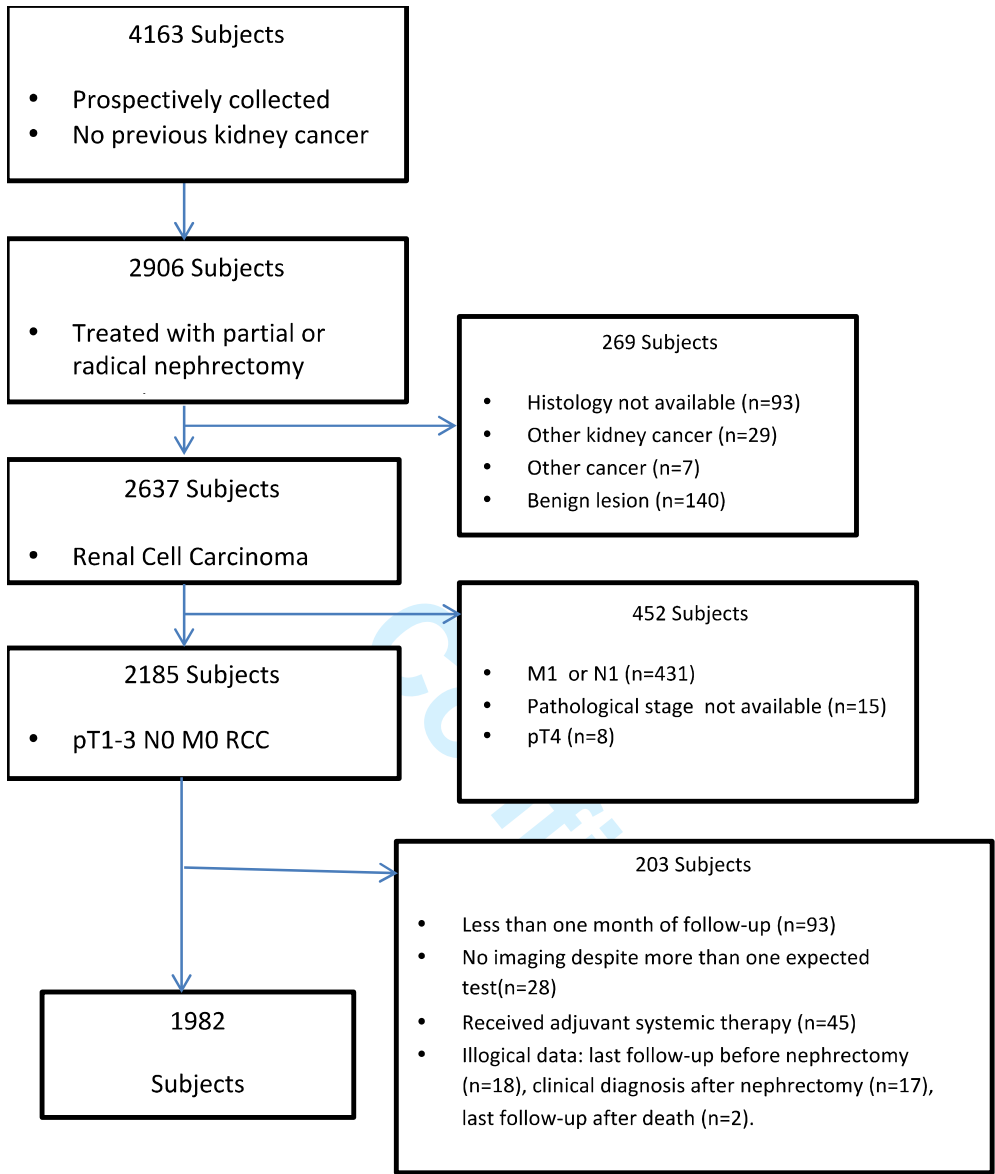 4163 Subjects
• Prospectively collected
• No previous kidney cancer
2906 Subjects
• Treated with partial or
radical nephrectomy
269 Subjects
• Histology not available (n=93)
• Other kidney cancer (n=29)
• Other cancer (n=7)
• Benign lesion (n=140)
2637 Subjects
• Renal Cell Carcinoma
452 Subjects
• M1 or N1 (n=431)
• Pathological stage not available (n=15)
• pT4 (n=8)
2185 Subjects
• pT1-3 N0 M0 RCC
203 Subjects
• Less than one month of follow-up (n=93)
• No imaging despite more than one expected
test(n=28)
• Received adjuvant systemic therapy (n=45)
• Illogical data: last follow-up before nephrectomy
(n=18), clinical diagnosis after nephrectomy (n=17),
last follow-up after death (n=2).
1982
Subjects